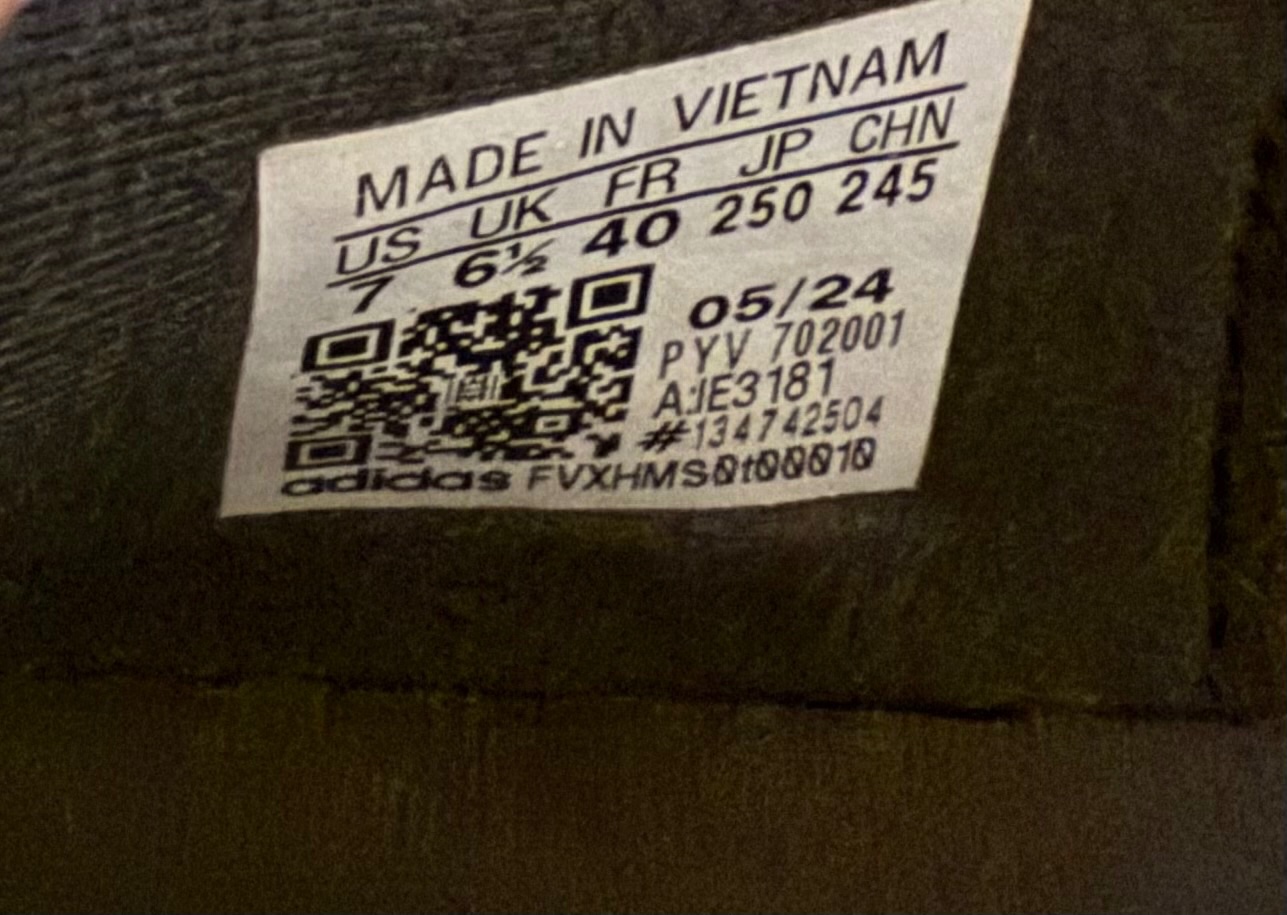 MADE IN VIETNAM
US UK FR JP CHN
7 6½ 40 250 245
05/24
PYV 702001
A:IE3181
#134742504
adidas FVXHMS0t00010